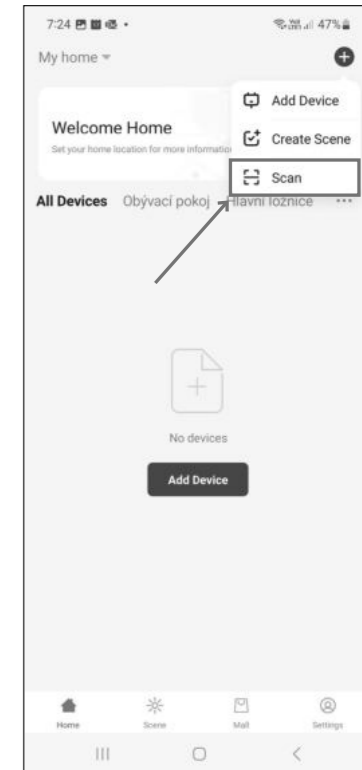 7:24 47%
My home
Add Device
Welcome Home
Create Scene
Set your home location for more informatio
Scan
All Devices Obývací pokoj Hlavní ložnice ...
No devices
Add Device
Home Scene Mall Settings